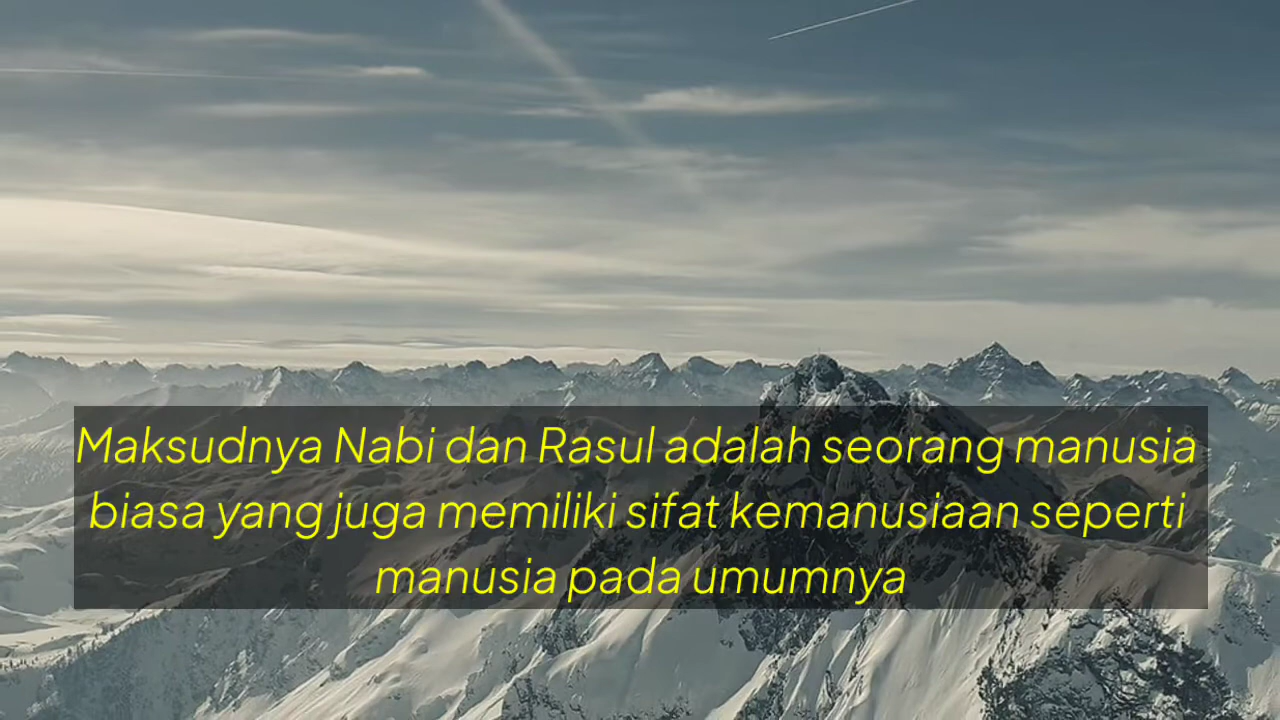 Maksudnya Nabi dan Rasul adalah seorang manusia
biasa yang juga memiliki sifat kemanusiaan seperti
manusia pada umumnya